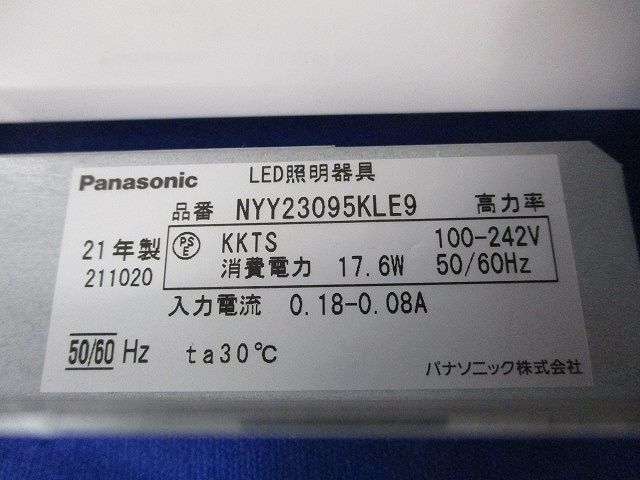 Panasonic LED照明器具
品番 NYY23095KLE9 高力率
21年製 PSE KKTS 100-242V
211020 消費電力 17.6W 50/60Hz
入力電流 0.18-0.08A
50/60 Hz ta30℃ パナソニック株式会社